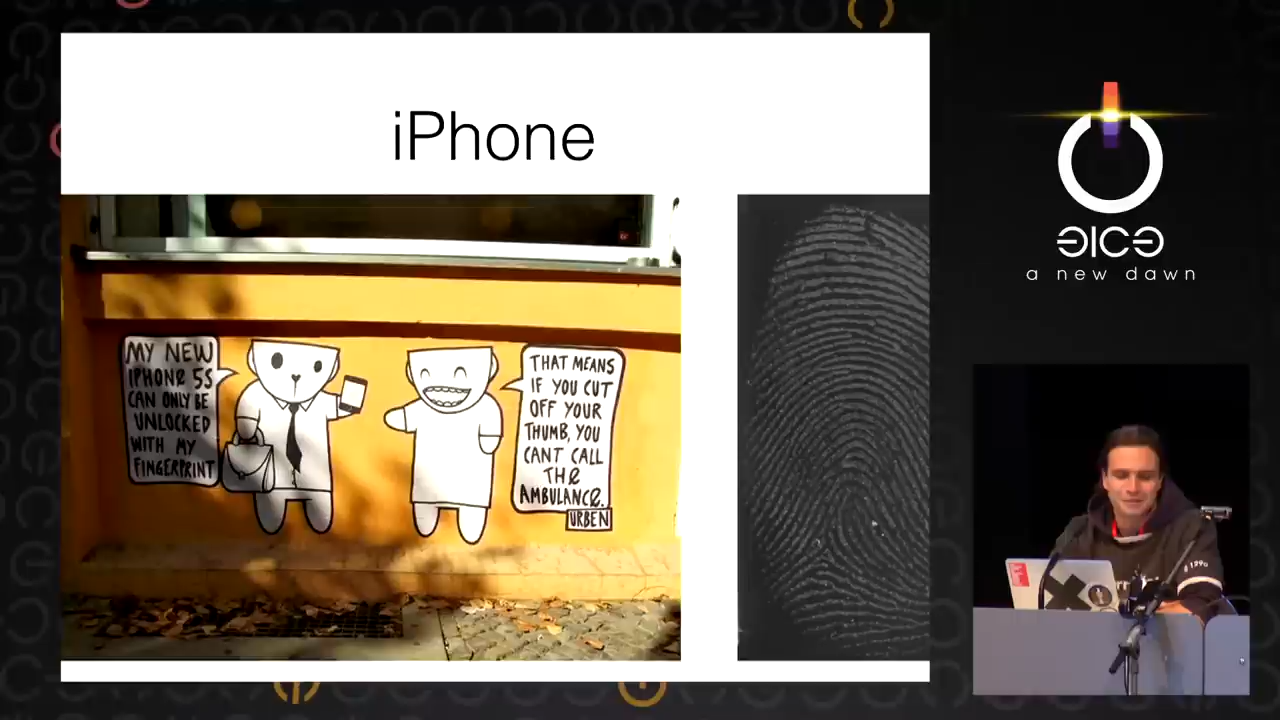 iPhone
MY NEW
IPHONE 5S
CAN ONLY BE
UNLOCKED
WITH MY
FINGERPRINT
THAT MEANS
IF YOU CUT
OFF YOUR
THUMB, YOU
CANT CALL
THE
AMBULANCE.
URBEN
a new dawn